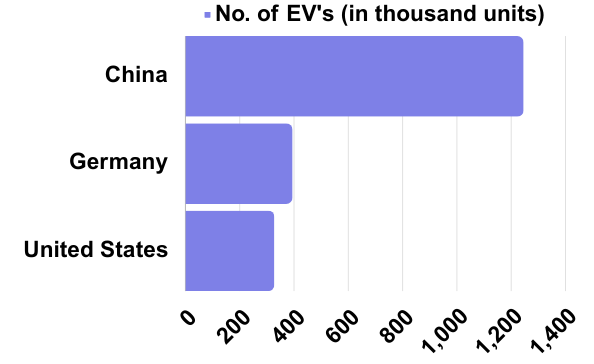 No. of EV's (in thousand units)
China
Germany
United States
0
200
400
600
800
1,000
1,200
1,400